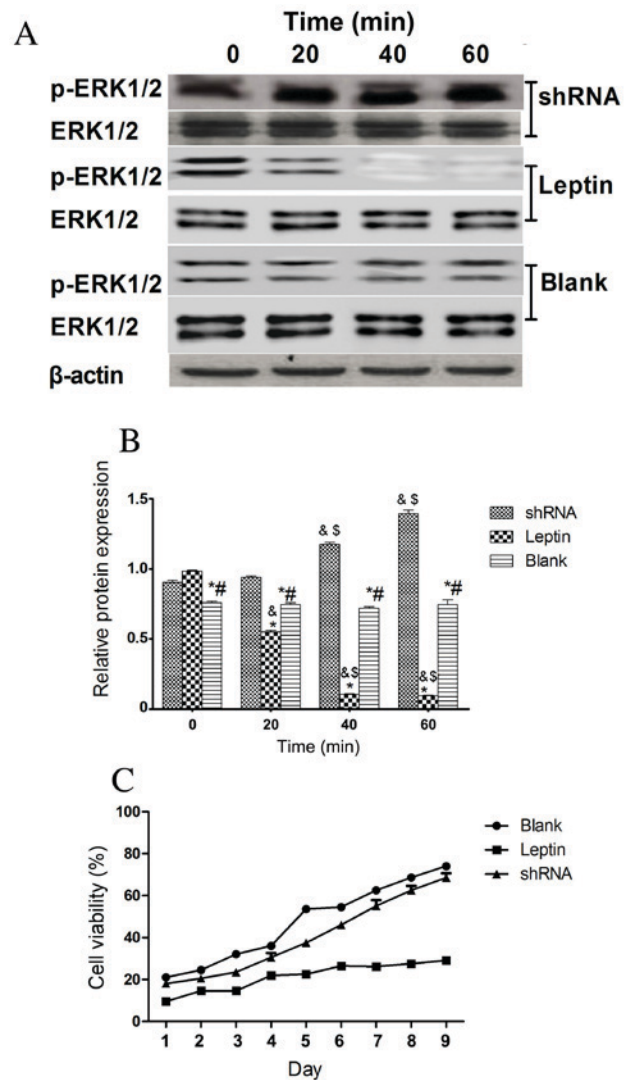 A
Time (min)
0 20 40 60
p-ERK1/2
ERK1/2
shRNA
p-ERK1/2
ERK1/2
Leptin
p-ERK1/2
ERK1/2
Blank
β-actin
B
Relative protein expression
1.5
1.0
0.5
0
& $
& $
*#
*#
*#
*#
&
*
&$
*
&$
*
shRNA
Leptin
Blank
0 20 40 60
Time (min)
C
Cell viability (%)
100
80
60
40
20
0
Blank
Leptin
shRNA
1 2 3 4 5 6 7 8 9
Day